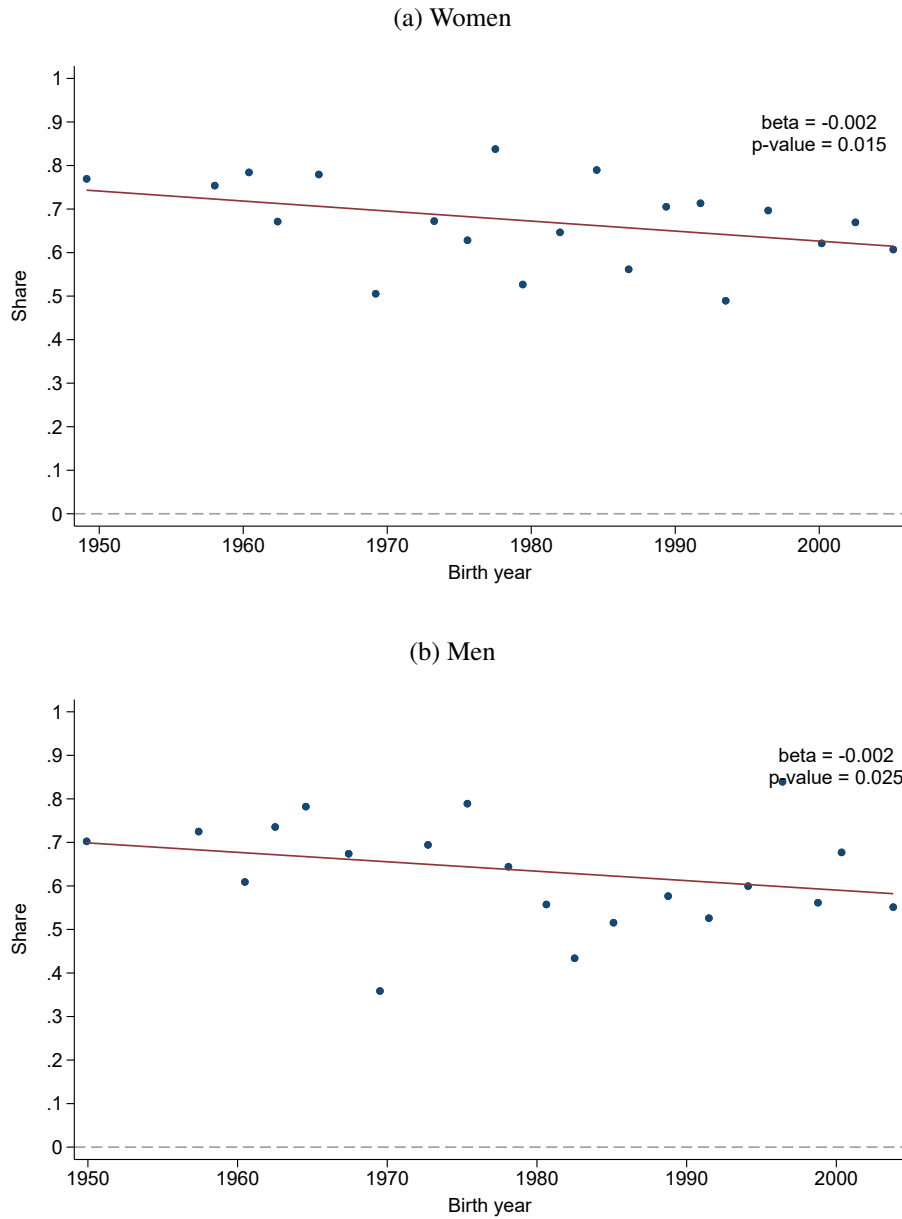 (a) Women
1
.9
beta = -0.002
p-value = 0.015
.8
.7
.6
.5
.4
.3
.2
.1
0
Share
1950 1960 1970 1980 1990 2000
Birth year
(b) Men
1
.9
beta = -0.002
p-value = 0.025
.8
.7
.6
.5
.4
.3
.2
.1
0
Share
1950 1960 1970 1980 1990 2000
Birth year